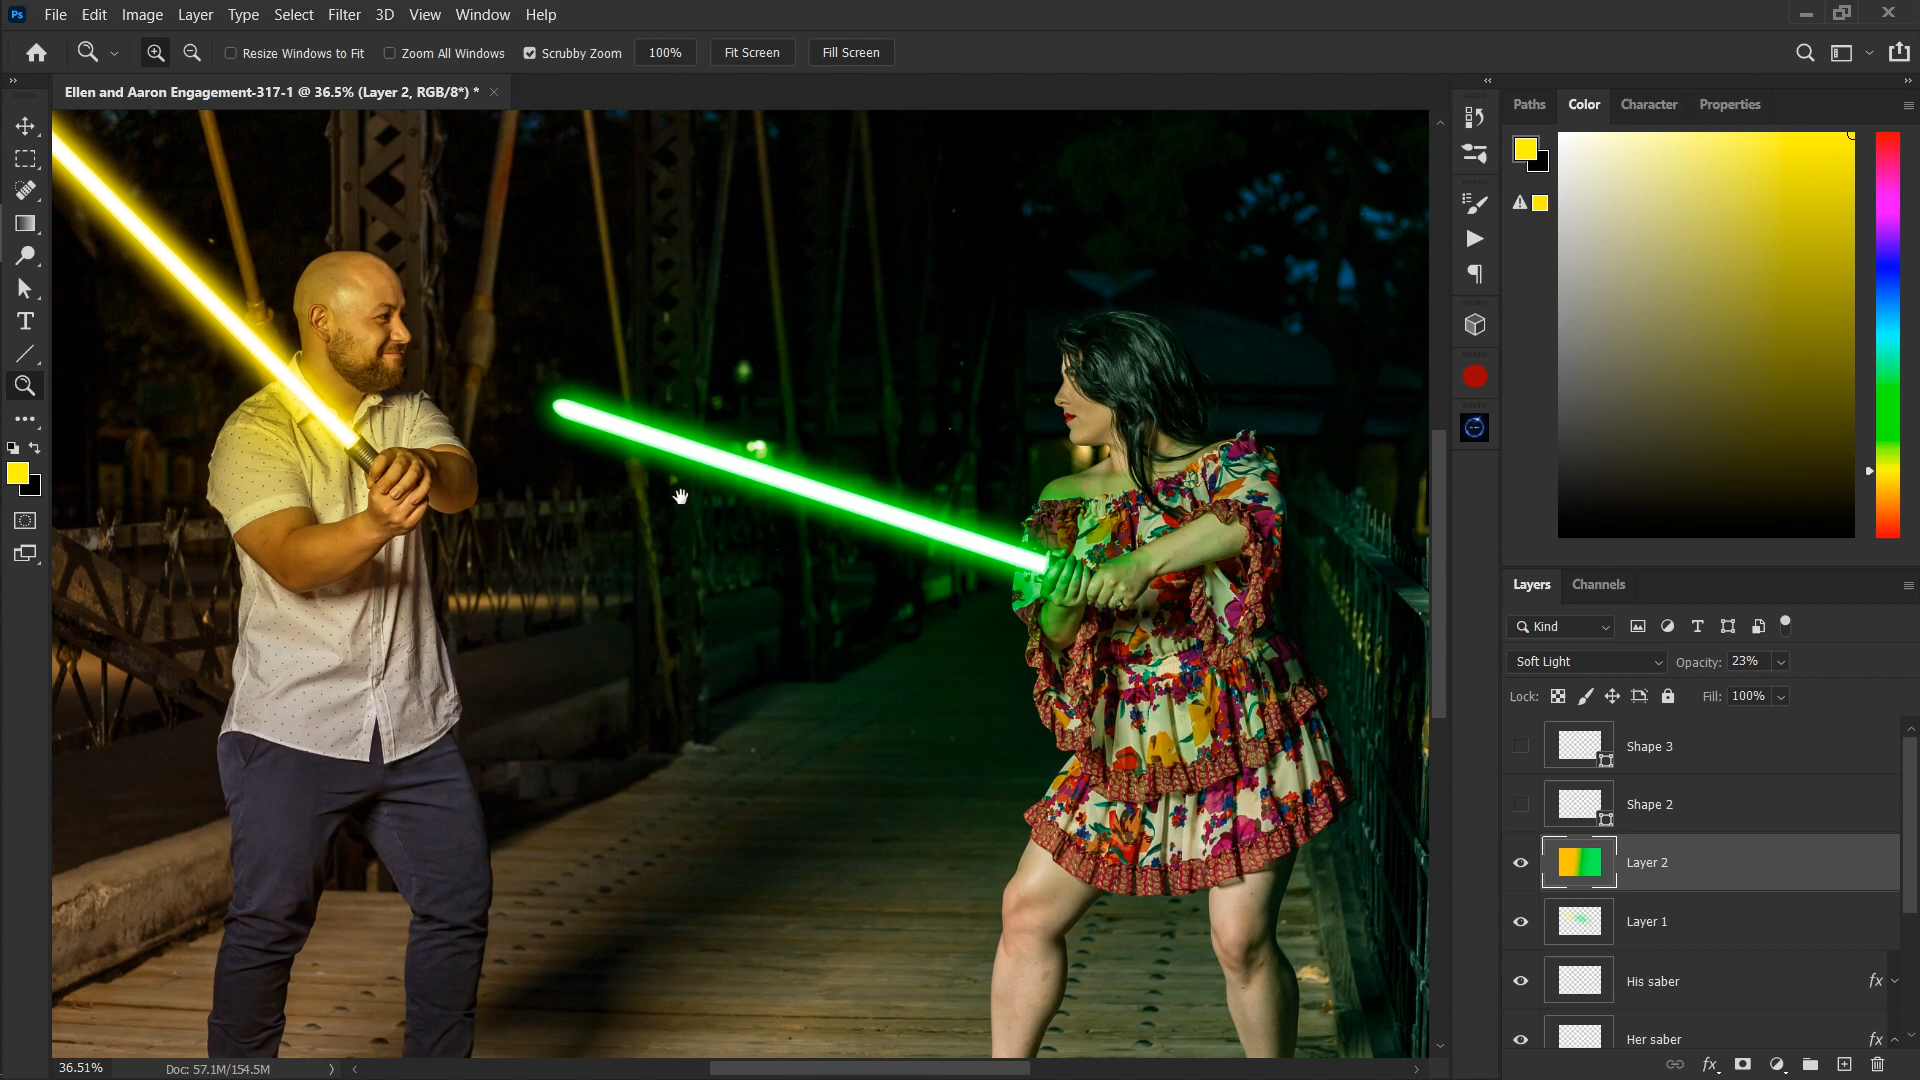 Ps File Edit Image Layer Type Select Filter 3D View Window Help
Resize Windows to Fit Zoom All Windows Scrubby Zoom 100% Fit Screen Fill Screen
Ellen and Aaron Engagement-317-1 @ 36.5% (Layer 2, RGB/8*) *
Paths Color Character Properties
Layers Channels
Kind
Soft Light Opacity: 23%
Lock: Fill: 100%
Shape 3
Shape 2
Layer 2
Layer 1
His saber fx
Her saber fx
36.51% Doc: 57.1M/154.5M
fx